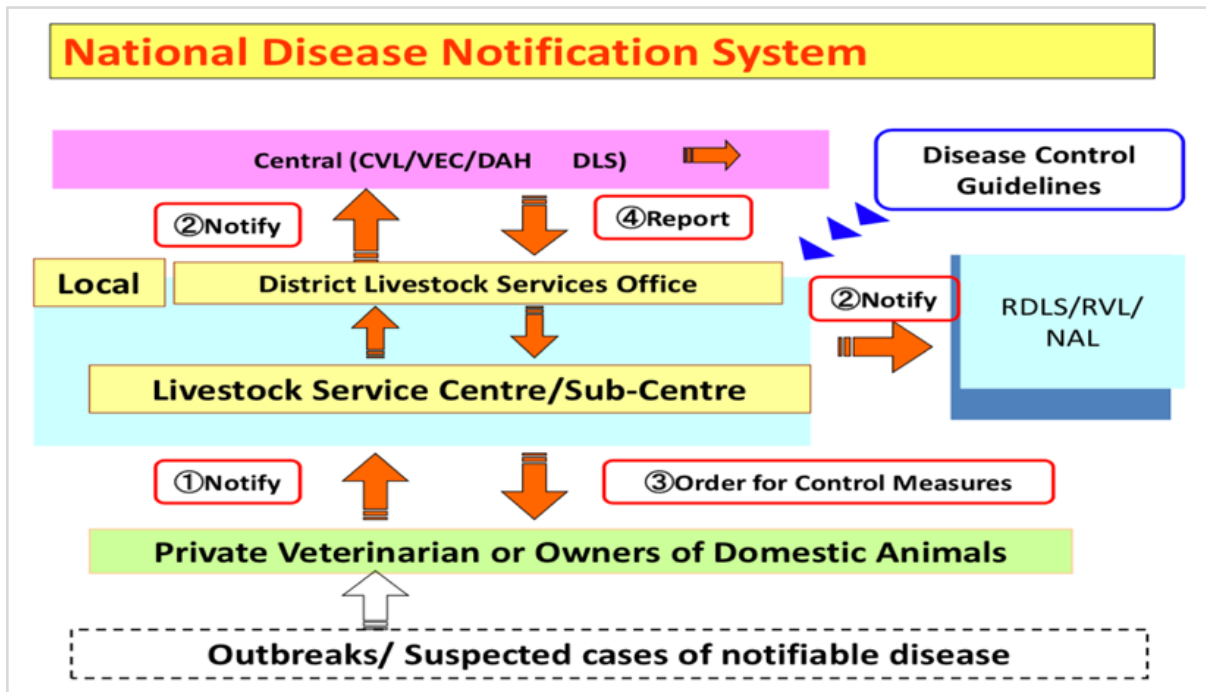 National Disease Notification System
Central (CVL/VEC/DAH DLS)
Disease Control
Guidelines
②Notify
④Report
Local
District Livestock Services Office
②Notify
RDLS/RVL/
NAL
Livestock Service Centre/Sub-Centre
①Notify
③Order for Control Measures
Private Veterinarian or Owners of Domestic Animals
Outbreaks/ Suspected cases of notifiable disease